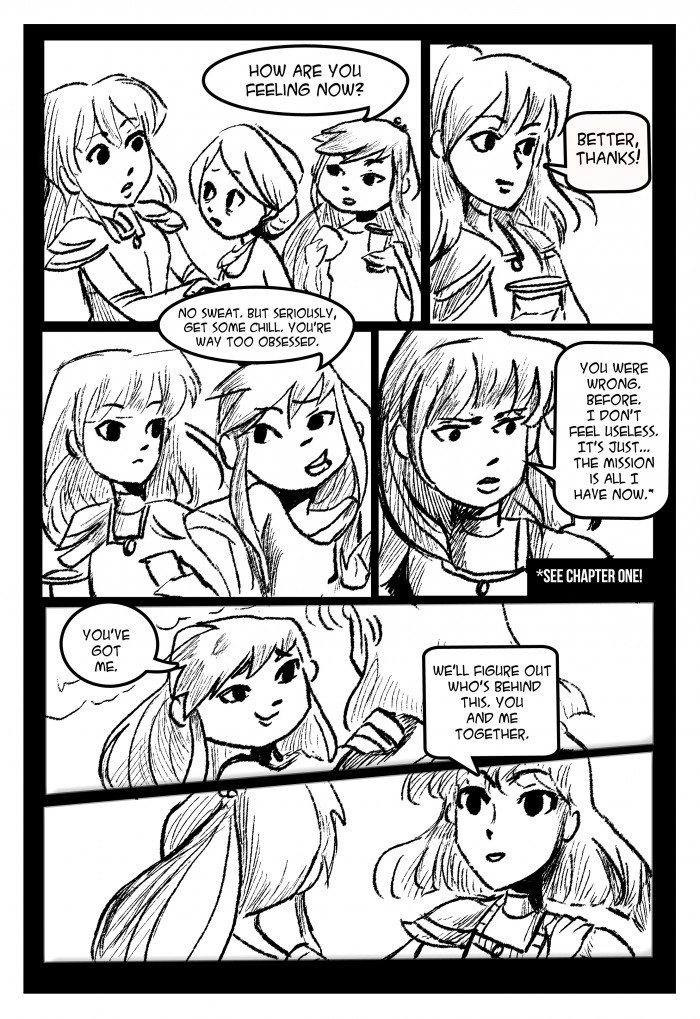 HOW ARE YOU
FEELING NOW?
BETTER,
THANKS!
NO SWEAT. BUT SERIOUSLY,
GET SOME CHILL. YOU'RE
WAY TOO OBSESSED.
YOU WERE
WRONG.
BEFORE.
I DON'T
FEEL USELESS.
IT'S JUST...
THE MISSION
IS ALL I
HAVE NOW.*
*SEE CHAPTER ONE!
YOU'VE
GOT
ME.
WE'LL FIGURE OUT
WHO'S BEHIND
THIS. YOU
AND ME
TOGETHER.